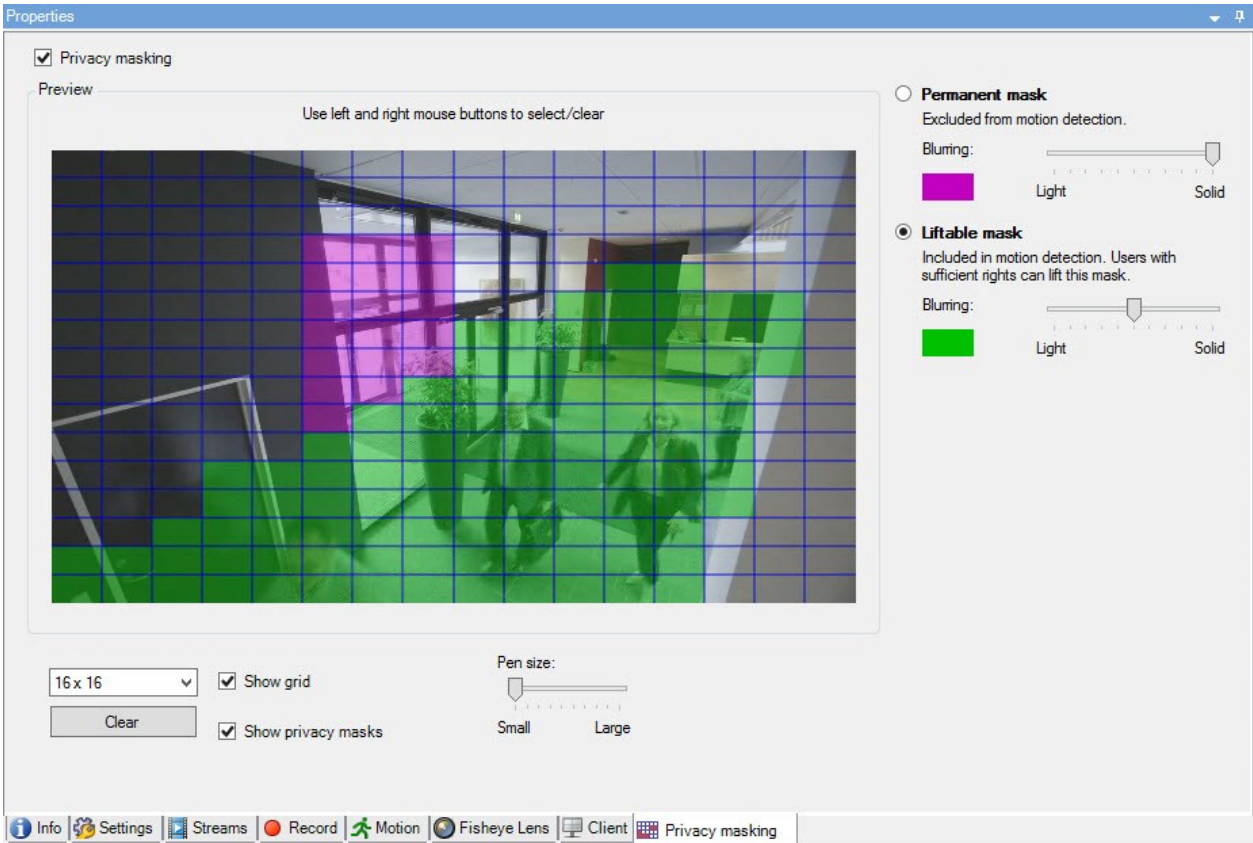 Properties
Privacy masking
Preview
Use left and right mouse buttons to select/clear
Permanent mask
Excluded from motion detection.
Blurring:
Light Solid
Liftable mask
Included in motion detection. Users with
sufficient rights can lift this mask.
Blurring:
Light Solid
16 x 16
Show grid
Pen size:
Clear
Show privacy masks
Small Large
Info Settings Streams Record Motion Fisheye Lens Client Privacy masking